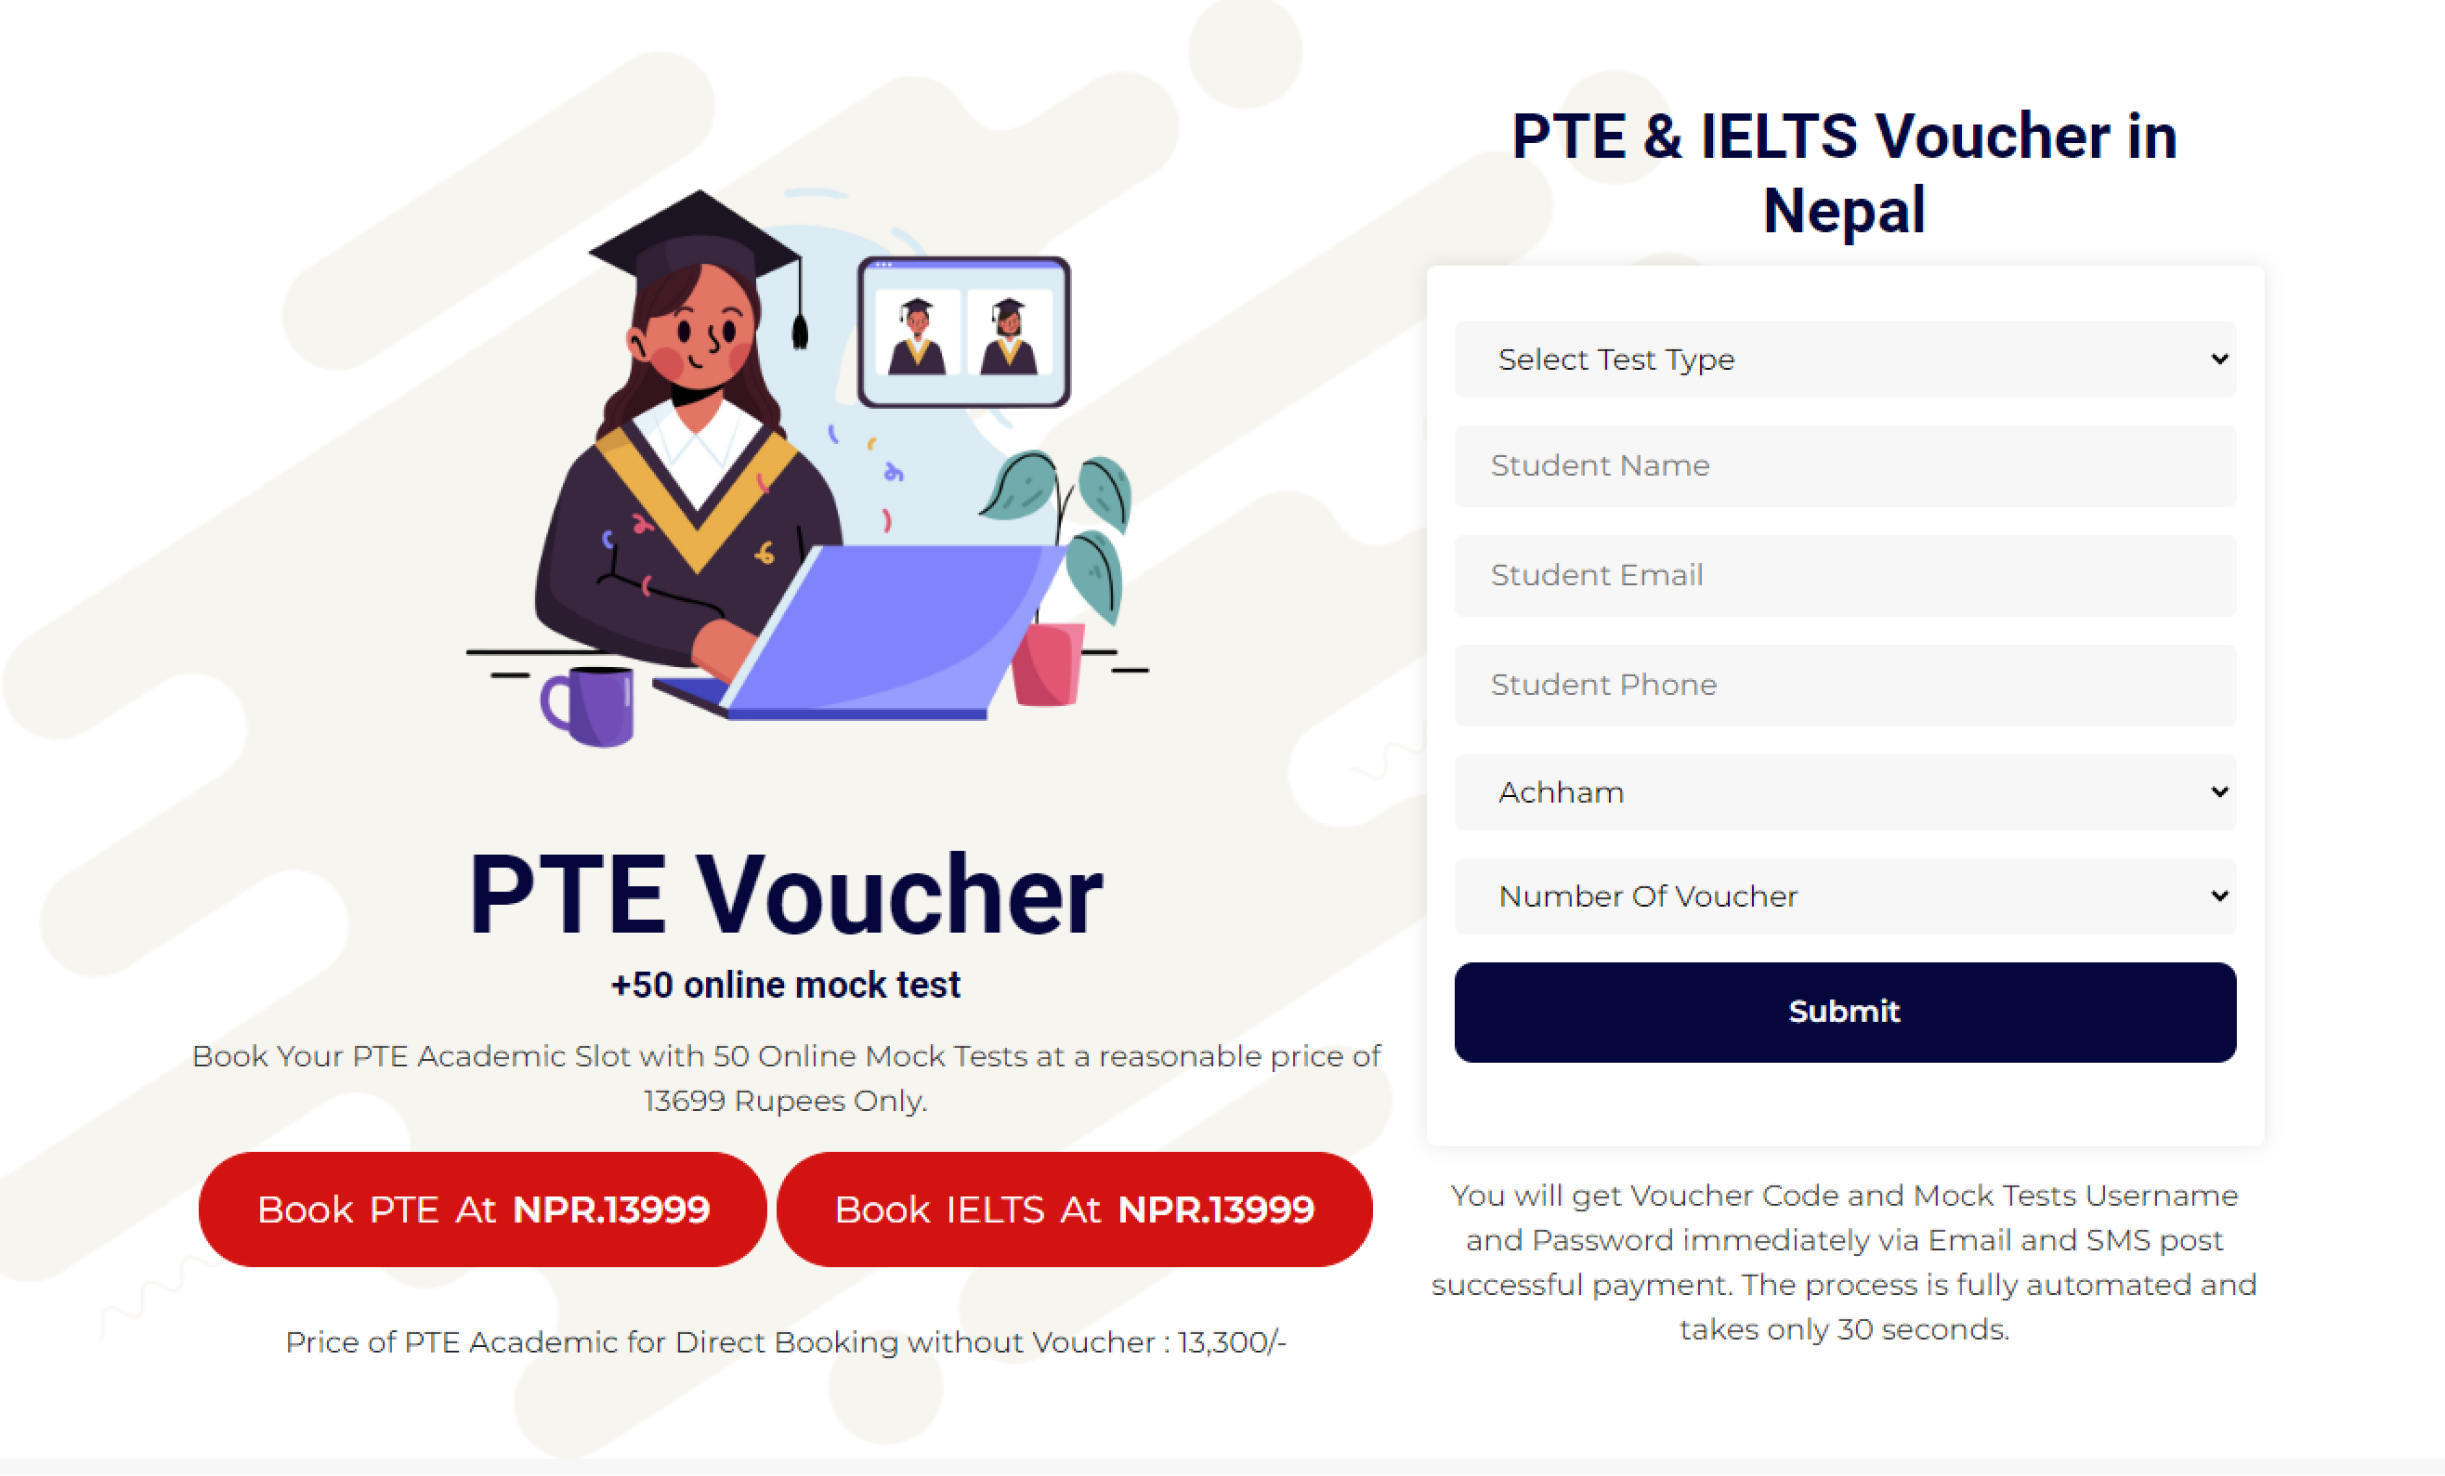 PTE & IELTS Voucher in
Nepal
Select Test Type
Student Name
Student Email
Student Phone
Achham
Number Of Voucher
Submit
You will get Voucher Code and Mock Tests Username
and Password immediately via Email and SMS post
successful payment. The process is fully automated and
takes only 30 seconds.
PTE Voucher
+50 online mock test
Book Your PTE Academic Slot with 50 Online Mock Tests at a reasonable price of
13699 Rupees Only.
Book PTE At NPR.13999
Book IELTS At NPR.13999
Price of PTE Academic for Direct Booking without Voucher : 13,300/-